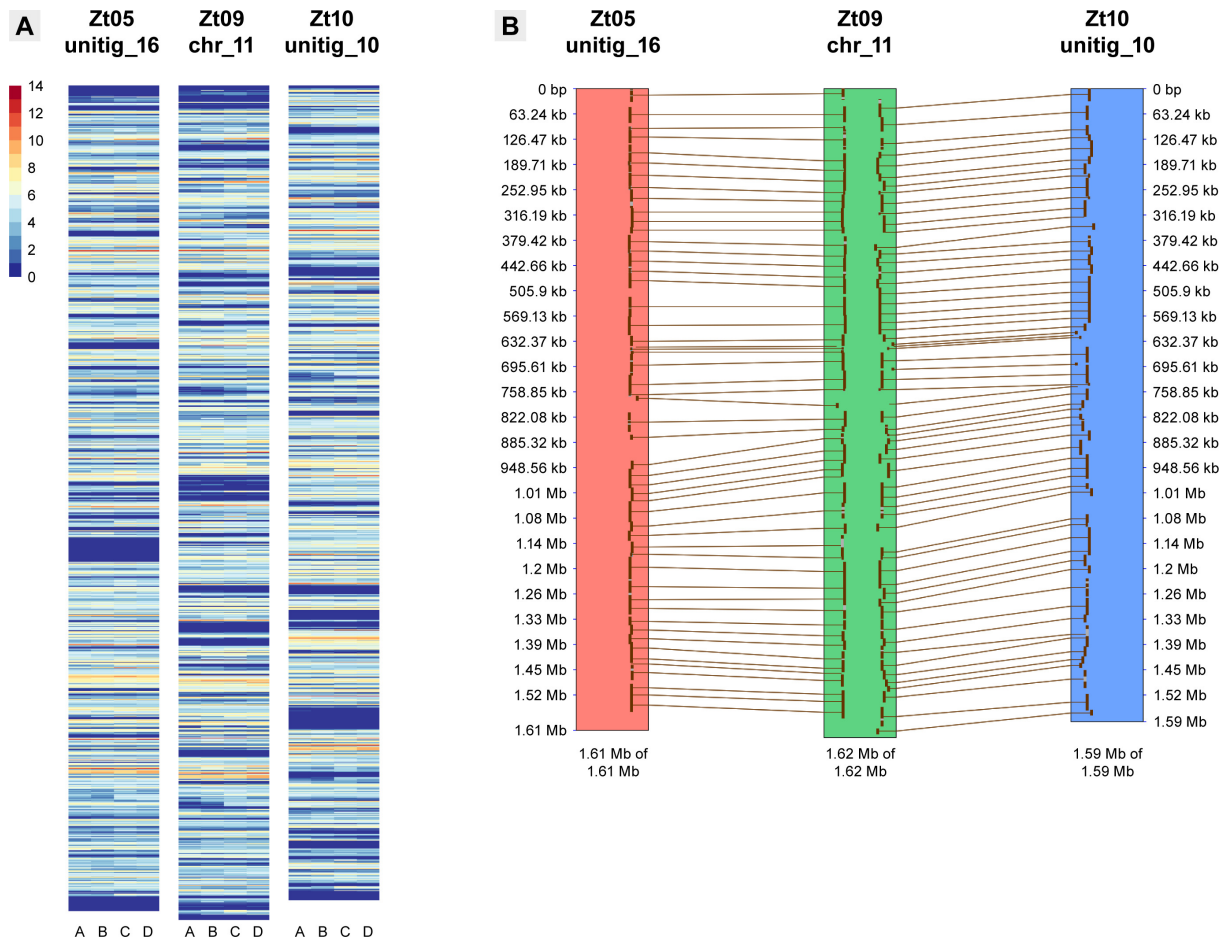 A
Zt05
unitig_16
Zt09
chr_11
Zt10
unitig_10
14
12
10
8
6
4
2
0
A B C D
A B C D
A B C D
B
Zt05
unitig_16
Zt09
chr_11
Zt10
unitig_10
0 bp
63.24 kb
126.47 kb
189.71 kb
252.95 kb
316.19 kb
379.42 kb
442.66 kb
505.9 kb
569.13 kb
632.37 kb
695.61 kb
758.85 kb
822.08 kb
885.32 kb
948.56 kb
1.01 Mb
1.08 Mb
1.14 Mb
1.2 Mb
1.26 Mb
1.33 Mb
1.39 Mb
1.45 Mb
1.52 Mb
1.61 Mb
0 bp
63.24 kb
126.47 kb
189.71 kb
252.95 kb
316.19 kb
379.42 kb
442.66 kb
505.9 kb
569.13 kb
632.37 kb
695.61 kb
758.85 kb
822.08 kb
885.32 kb
948.56 kb
1.01 Mb
1.08 Mb
1.14 Mb
1.2 Mb
1.26 Mb
1.33 Mb
1.39 Mb
1.45 Mb
1.52 Mb
1.59 Mb
1.61 Mb of
1.61 Mb
1.62 Mb of
1.62 Mb
1.59 Mb of
1.59 Mb